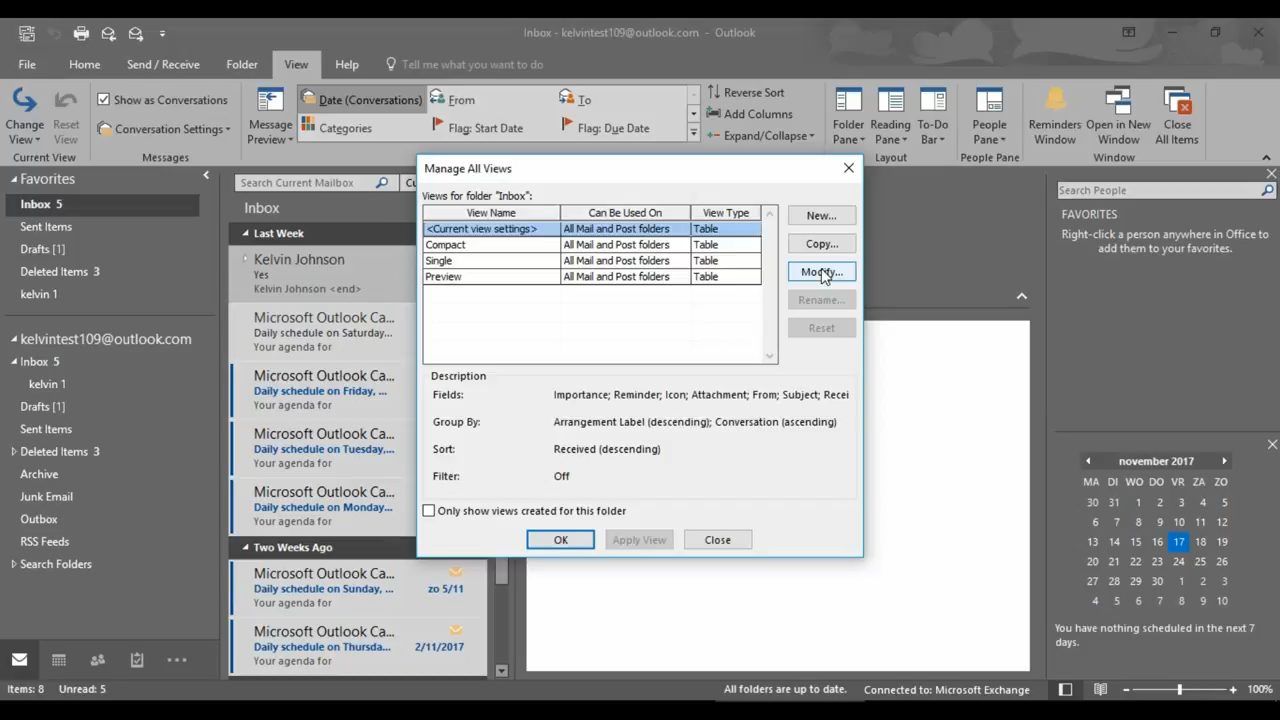 Inbox - kelvintest109@outlook.com - Outlook
File Home Send / Receive Folder View Help Tell me what you want to do
Change View
Reset View
Current View
Show as Conversations
Conversation Settings
Messages
Message Preview
Date (Conversations)
From
To
Categories
Flag: Start Date
Flag: Due Date
Reverse Sort
Add Columns
Expand/Collapse
Folder Pane
Reading Pane
To-Do Bar
Layout
People Pane
People Pane
Reminders Window
Open in New Window
Close All Items
Window
Favorites
Inbox 5
Sent Items
Drafts [1]
Deleted Items 3
kelvin 1
kelvintest109@outlook.com
Inbox 5
kelvin 1
Drafts [1]
Sent Items
Deleted Items 3
Archive
Junk Email
Outbox
RSS Feeds
Search Folders
Search Current Mailbox
Cu
Inbox
Last Week
Kelvin Johnson
Yes
Kelvin Johnson <end>
Microsoft Outlook Ca...
Daily schedule on Saturday...
Your agenda for
Microsoft Outlook Ca...
Daily schedule on Friday, ...
Your agenda for
Microsoft Outlook Ca...
Daily schedule on Tuesday,...
Your agenda for
Microsoft Outlook Ca...
Daily schedule on Monday...
Your agenda for
Two Weeks Ago
Microsoft Outlook Ca...
Daily schedule on Sunday, ... zo 5/11
Your agenda for
Microsoft Outlook Ca...
Daily schedule on Thursda... 2/11/2017
Your agenda for
Manage All Views
Views for folder "Inbox":
View Name Can Be Used On View Type
<Current view settings> All Mail and Post folders Table
Compact All Mail and Post folders Table
Single All Mail and Post folders Table
Preview All Mail and Post folders Table
New...
Copy...
Modify...
Rename...
Reset
Description
Fields: Importance; Reminder; Icon; Attachment; From; Subject; Recei
Group By: Arrangement Label (descending); Conversation (ascending)
Sort: Received (descending)
Filter: Off
Only show views created for this folder
OK Apply View Close
Search People
FAVORITES
Right-click a person anywhere in Office to
add them to your favorites.
november 2017
MA DI WO DO VR ZA ZO
30 31 1 2 3 4 5
6 7 8 9 10 11 12
13 14 15 16 17 18 19
20 21 22 23 24 25 26
27 28 29 30 1 2 3
4 5 6 7 8 9 10
You have nothing scheduled in the next 7
days.
Items: 8 Unread: 5 All folders are up to date. Connected to: Microsoft Exchange 100%